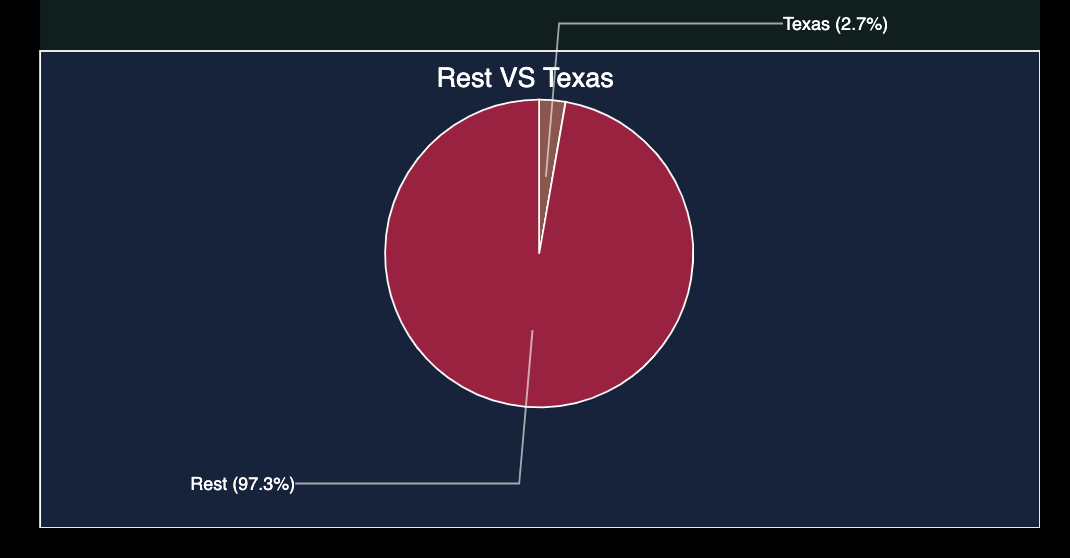 Texas (2.7%)
Rest VS Texas
Rest (97.3%)